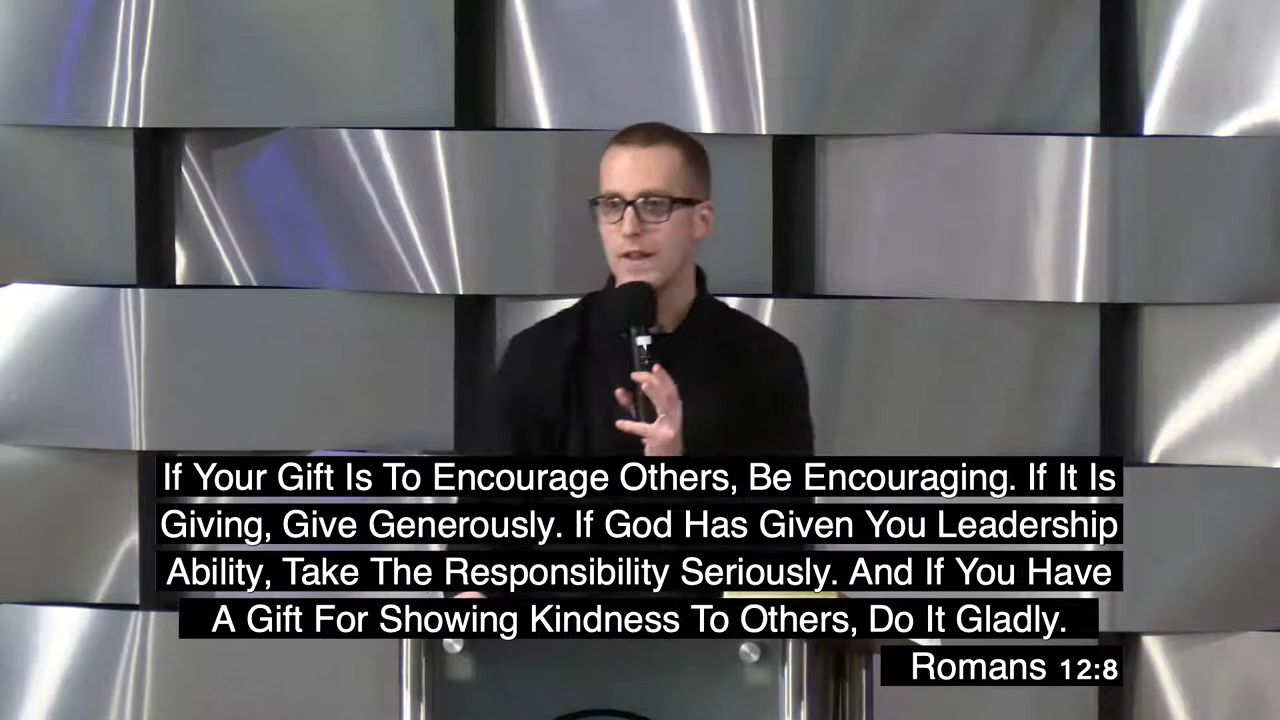 If Your Gift Is To Encourage Others, Be Encouraging. If It Is
Giving, Give Generously. If God Has Given You Leadership
Ability, Take The Responsibility Seriously. And If You Have
A Gift For Showing Kindness To Others, Do It Gladly.
Romans 12:8